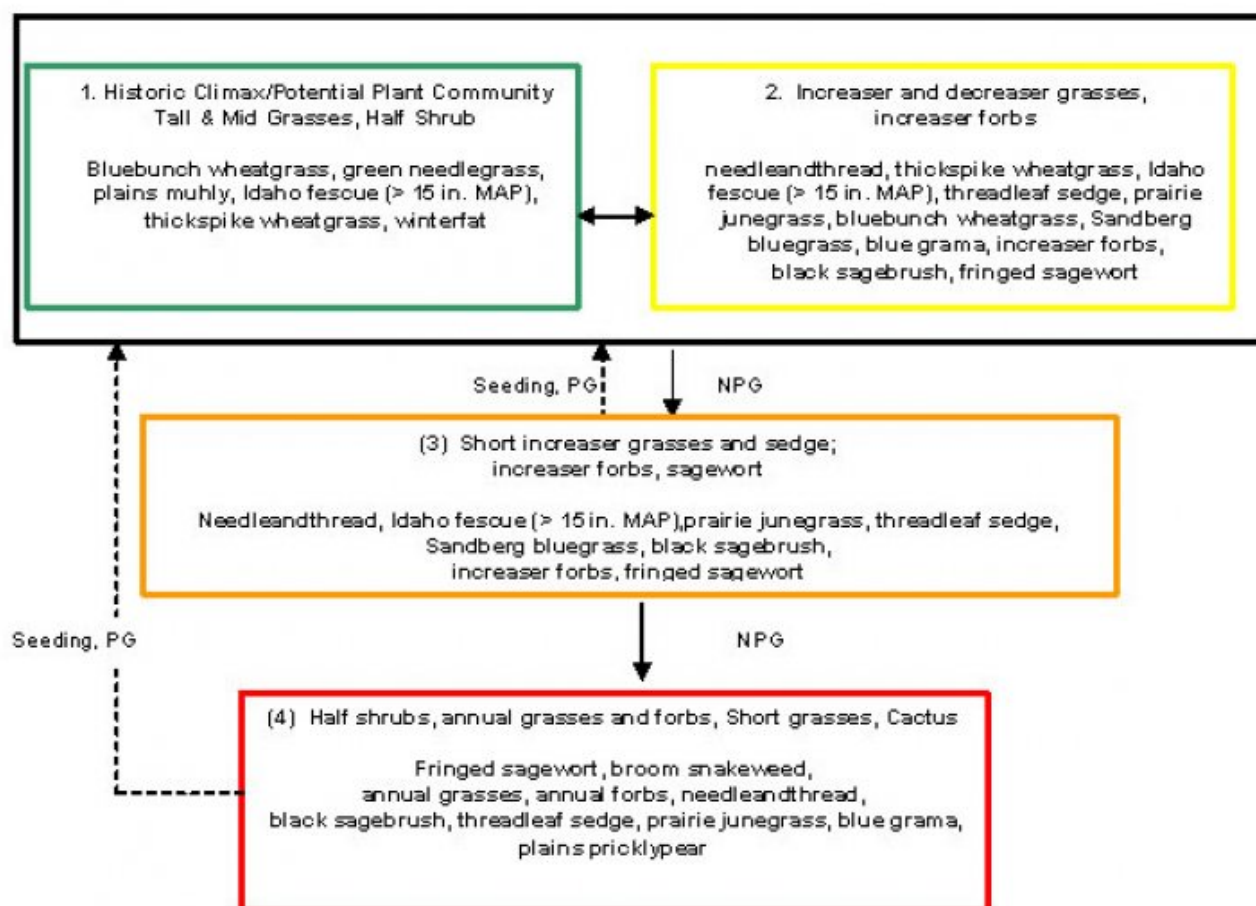 1. Historic Climax/Potential Plant Community
Tall & Mid Grasses, Half Shrub
Bluebunch wheatgrass, green needlegrass,
plains muhly, Idaho fescue (> 15 in. MAP),
thickspike wheatgrass, winterfat
2. Increaser and decreaser grasses,
increaser forbs
needleandthread, thickspike wheatgrass, Idaho
fescue (> 15 in. MAP), threadleaf sedge, prairie
junegrass, bluebunch wheatgrass, Sandberg
bluegrass, blue grama, increaser forbs,
black sagebrush, fringed sagewort
Seeding, PG
NPG
(3) Short increaser grasses and sedge;
increaser forbs, sagewort
Needleandthread, Idaho fescue (> 15 in. MAP),prairie junegrass, threadleaf sedge,
Sandberg bluegrass, black sagebrush,
increaser forbs, fringed sagewort
Seeding, PG
NPG
(4) Half shrubs, annual grasses and forbs, Short grasses, Cactus
Fringed sagewort, broom snakeweed,
annual grasses, annual forbs, needleandthread,
black sagebrush, threadleaf sedge, prairie junegrass, blue grama,
plains pricklypear